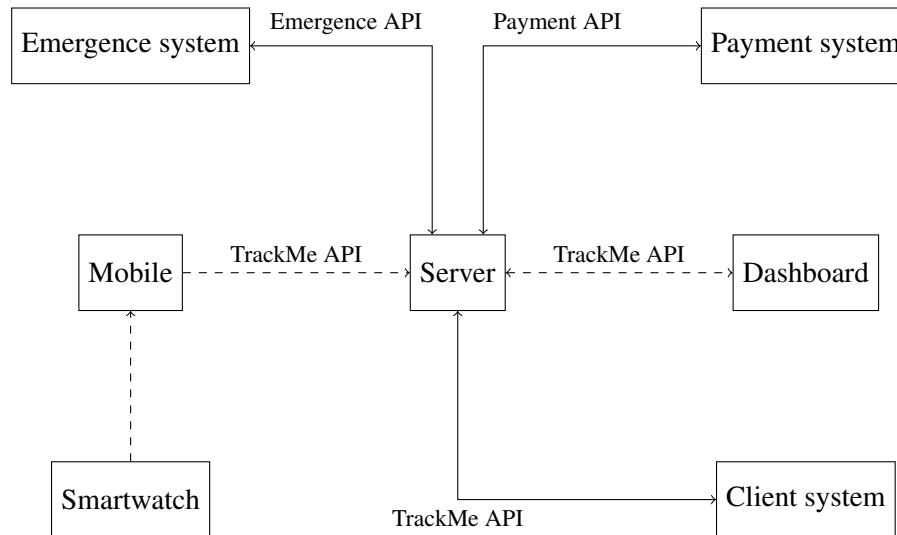 Emergence API
Payment API
Emergence system
Payment system
TrackMe API
TrackMe API
Mobile
Server
Dashboard
Smartwatch
Client system
TrackMe API